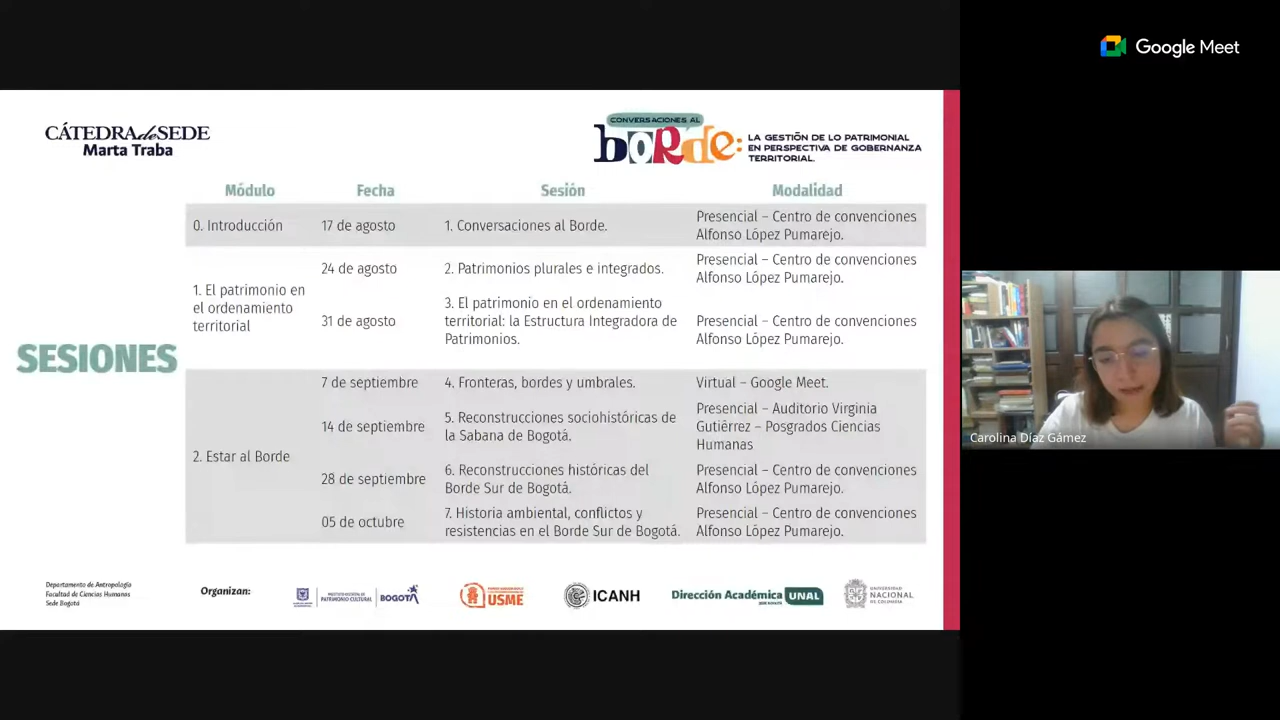 Google Meet
CÁTEDRAdeSEDE
Marta Traba
CONVERSACIONES AL
borde:
LA GESTIÓN DE LO PATRIMONIAL
EN PERSPECTIVA DE GOBERNANZA
TERRITORIAL.
Módulo
Fecha
Sesión
Modalidad
0. Introducción
17 de agosto
1. Conversaciones al Borde.
Presencial – Centro de convenciones
Alfonso López Pumarejo.
1. El patrimonio en
el ordenamiento
territorial
24 de agosto
2. Patrimonios plurales e integrados.
Presencial – Centro de convenciones
Alfonso López Pumarejo.
31 de agosto
3. El patrimonio en el ordenamiento
territorial: la Estructura Integradora de
Patrimonios.
Presencial – Centro de convenciones
Alfonso López Pumarejo.
SESIONES
2. Estar al Borde
7 de septiembre
4. Fronteras, bordes y umbrales.
Virtual – Google Meet.
14 de septiembre
5. Reconstrucciones sociohistóricas de
la Sabana de Bogotá.
Presencial – Auditorio Virginia
Gutiérrez – Posgrados Ciencias
Humanas
28 de septiembre
6. Reconstrucciones históricas del
Borde Sur de Bogotá.
Presencial – Centro de convenciones
Alfonso López Pumarejo.
05 de octubre
7. Historia ambiental, conflictos y
resistencias en el Borde Sur de Bogotá.
Presencial – Centro de convenciones
Alfonso López Pumarejo.
Carolina Díaz Gámez
Departamento de Antropología
Facultad de Ciencias Humanas
Sede Bogotá
Organizan:
PATRIMONIO CULTURAL
BOGOTÁ
USME
ICANH
Dirección Académica
UNAL
UNIVERSIDAD
NACIONAL
DE COLOMBIA